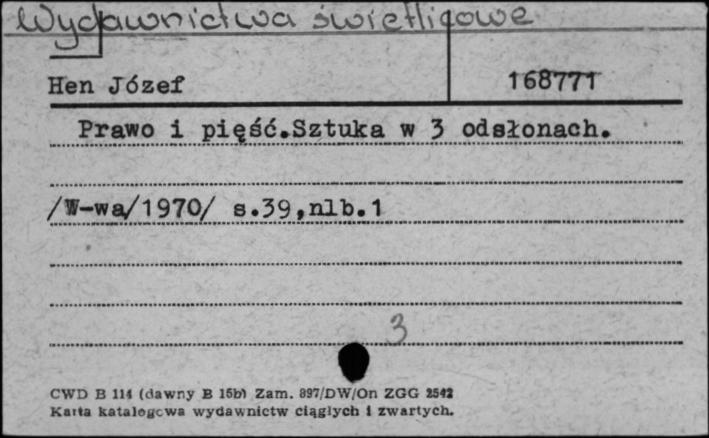 Wydawnictwa świetlicowe
Hen Józef
168771
Prawo i pięść.Sztuka w 3 odsłonach.
/W-wa/1970/ s.39,nlb.1
3
CWD B 114 (dawny B 15b) Zam. 897/DW/On ZGG 2542
Karta katalogowa wydawnictw ciągłych i zwartych.